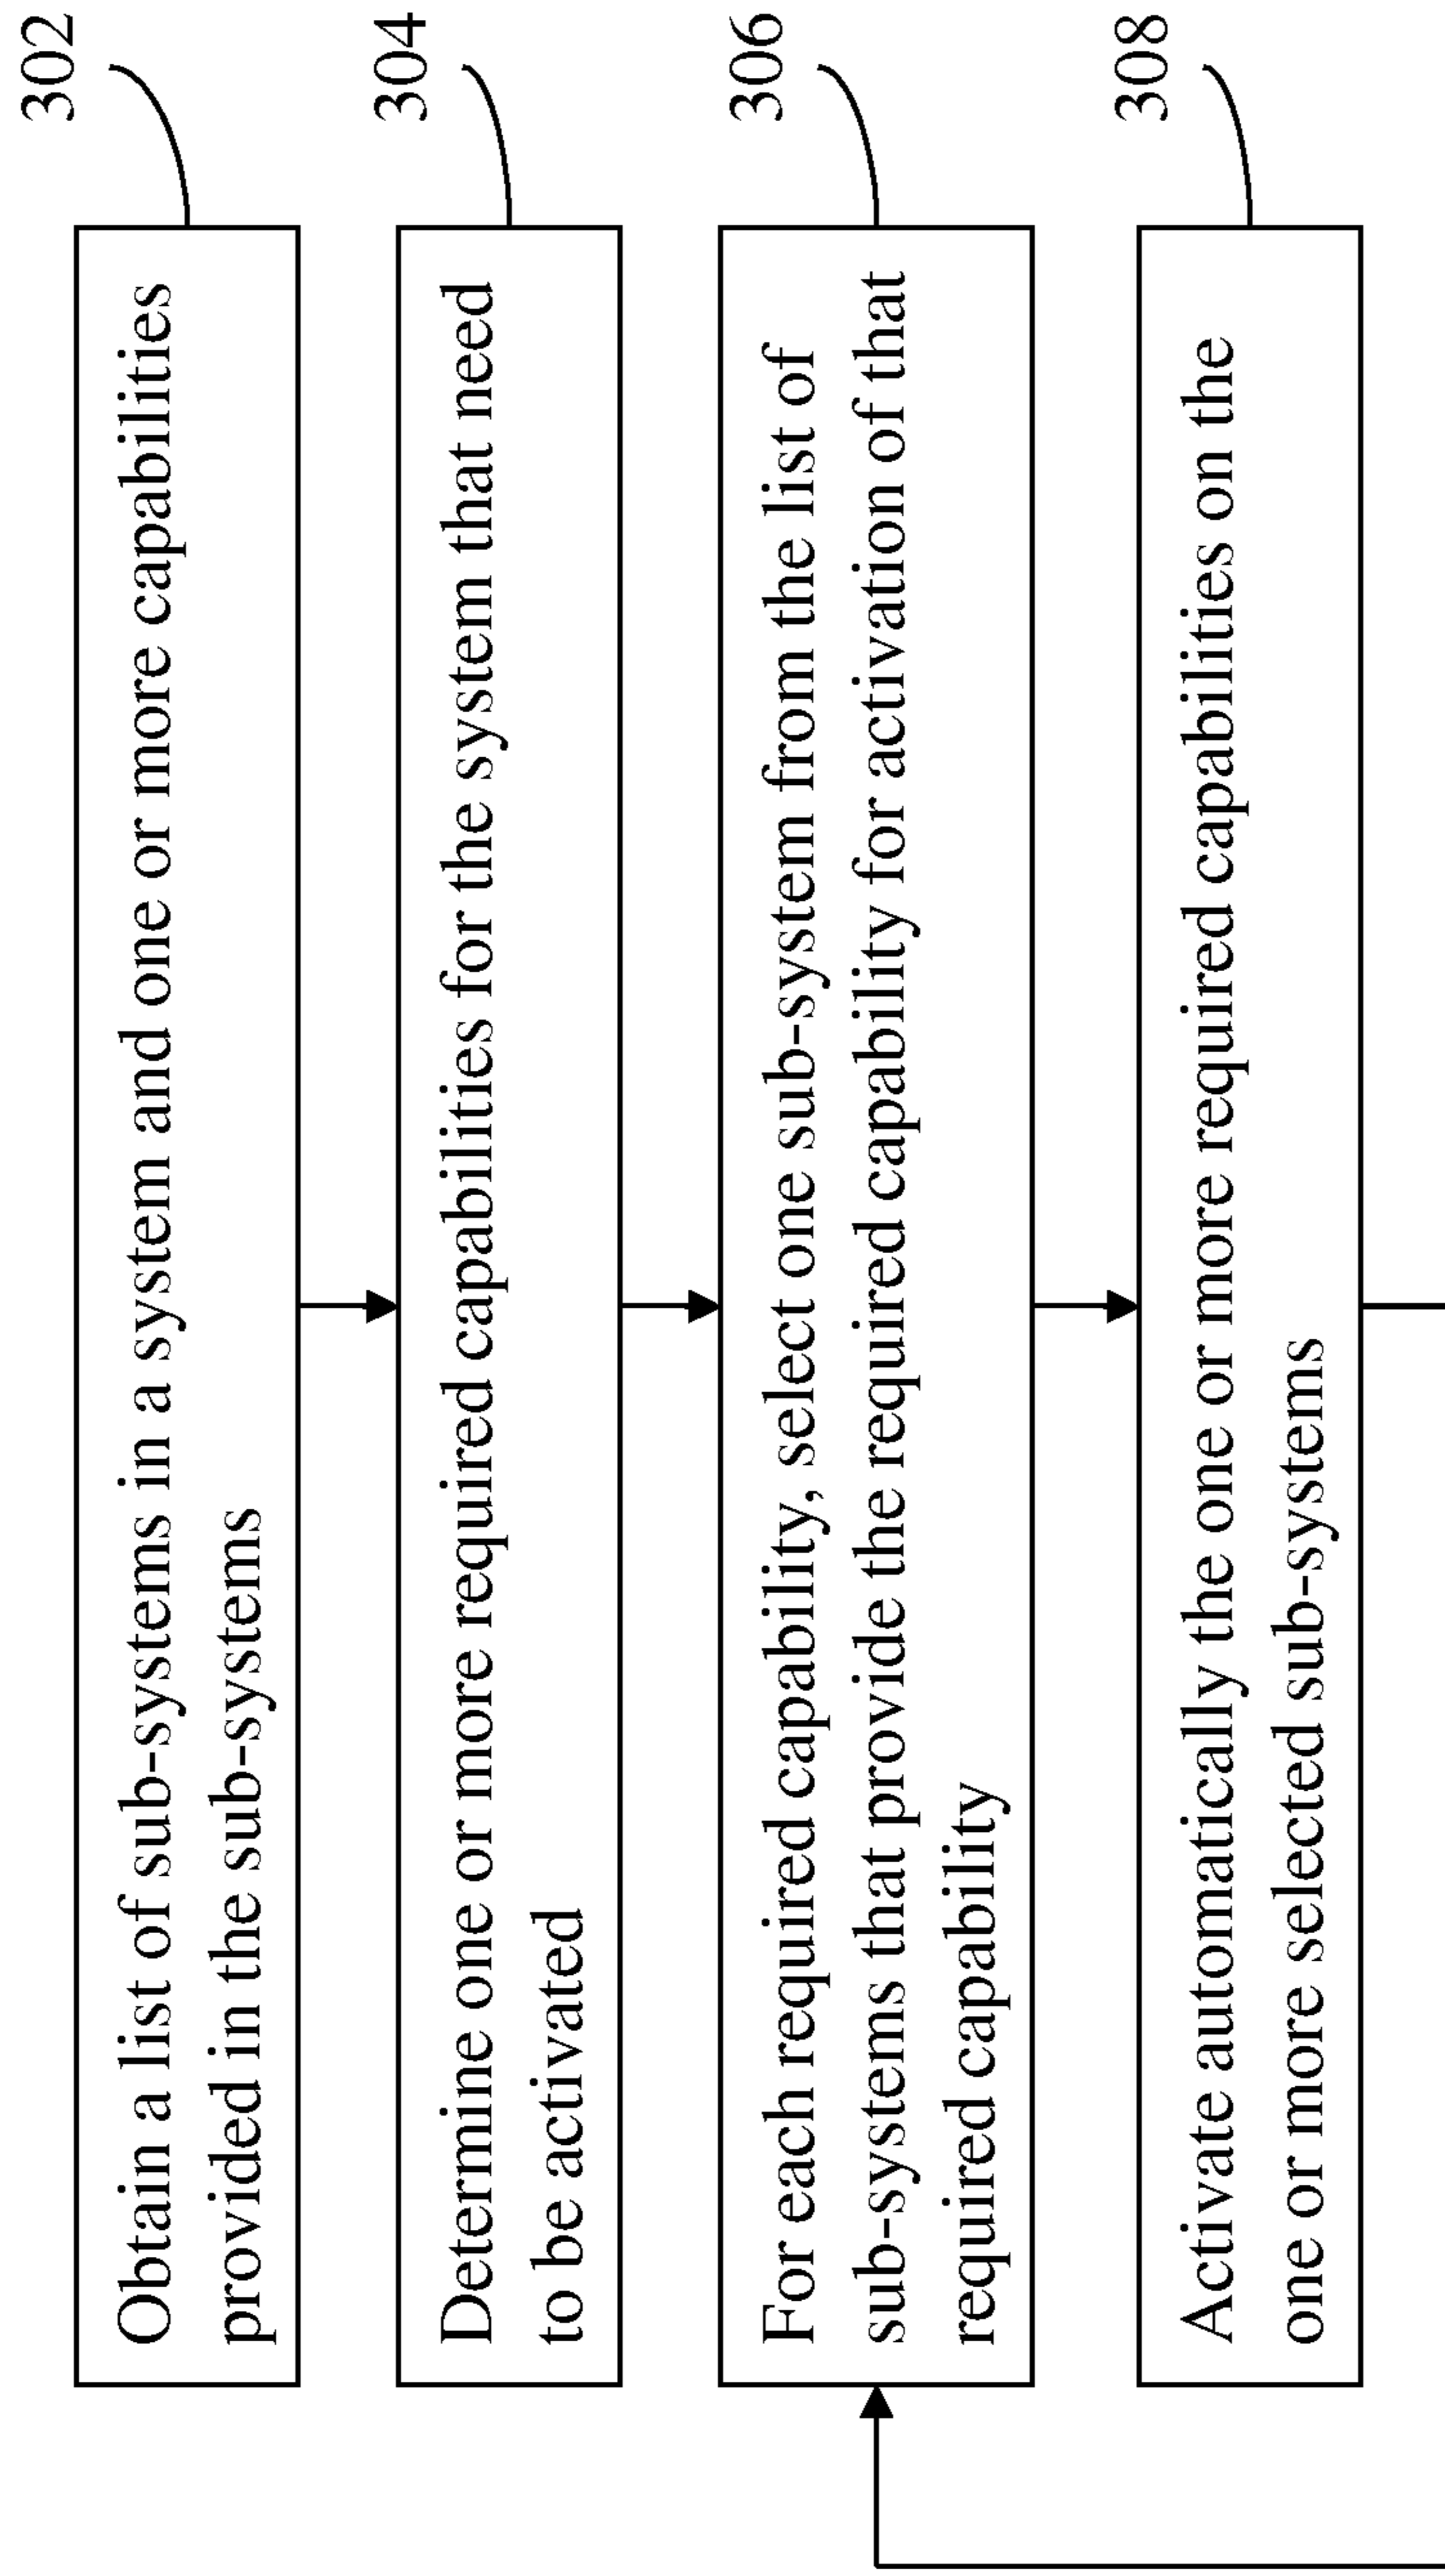 302
Obtain a list of sub-systems in a system and one or more capabilities
provided in the sub-systems
304
Determine one or more required capabilities for the system that need
to be activated
306
For each required capability, select one sub-system from the list of
sub-systems that provide the required capability for activation of that
required capability
308
Activate automatically the one or more required capabilities on the
one or more selected sub-systems